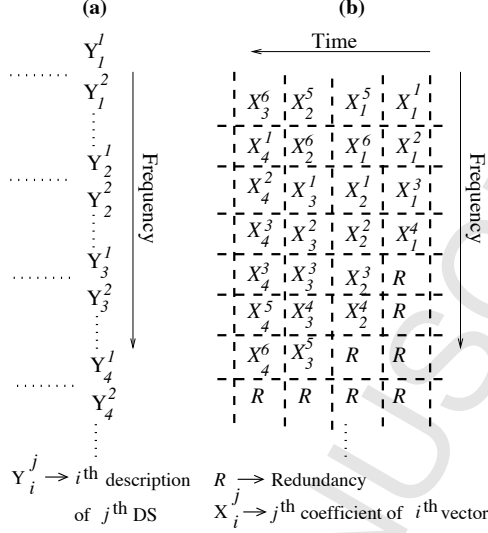 (a)
Y_1^1
Y_1^2
Y_2^1
Y_2^2
Y_3^1
Y_3^2
Y_4^1
Y_4^2
Frequency
Y_i^j → i^th description
of j^th DS
(b)
Time
X_3^6 X_2^5 X_1^5 X_1^1
X_4^1 X_2^6 X_1^6 X_1^2
X_4^2 X_3^1 X_2^1 X_1^3
X_4^3 X_3^2 X_2^2 X_1^4
X_4^3 X_3^3 X_2^3 R
X_4^5 X_3^4 X_2^4 R
X_4^6 X_3^5 R R
R R R R
Frequency
R → Redundancy
X_i^j → j^th coefficient of i^th vector